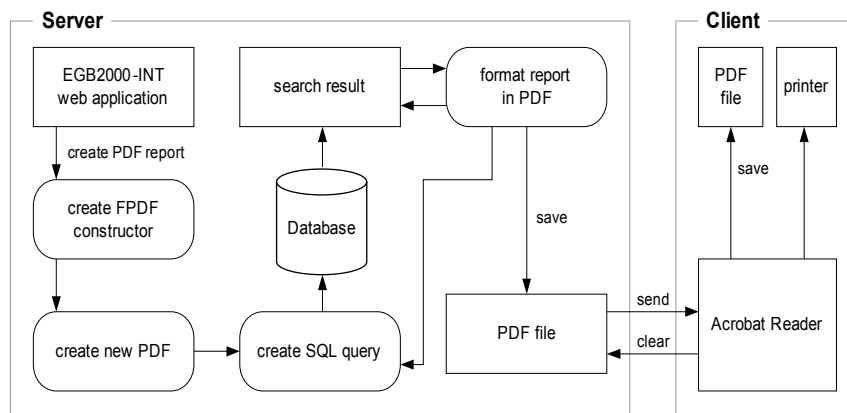 Server
Client
EGB2000-INT
web application
search result
format report
in PDF
PDF
file
printer
create PDF report
save
create FPDF
constructor
Database
save
create new PDF
create SQL query
PDF file
send
clear
Acrobat Reader